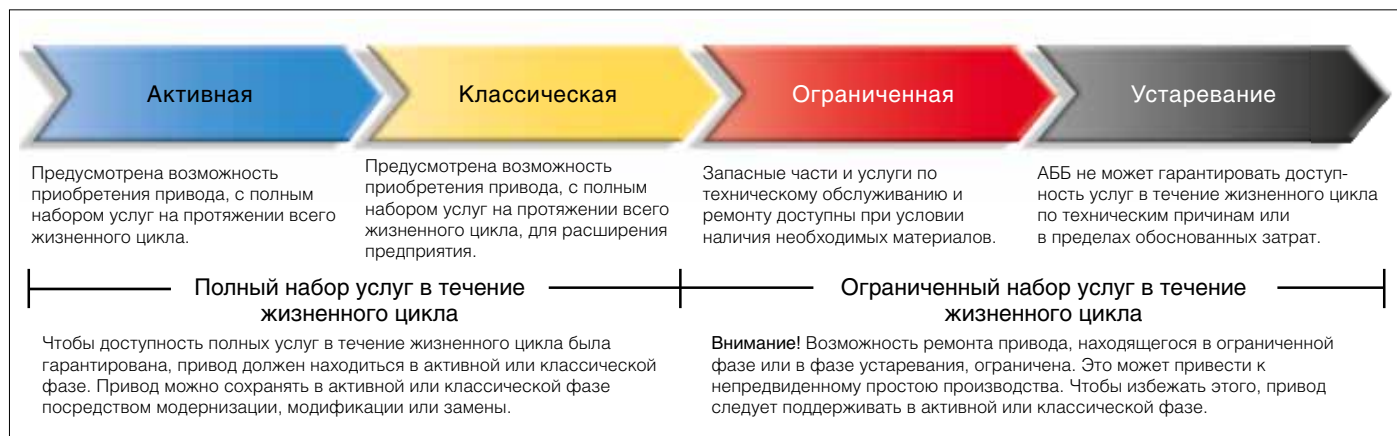 Активная
Классическая
Ограниченная
Устаревание
Предусмотрена возможность
приобретения привода, с полным
набором услуг на протяжении всего
жизненного цикла.
Предусмотрена возможность
приобретения привода, с полным
набором услуг на протяжении всего
жизненного цикла, для расширения
предприятия.
Запасные части и услуги по
техническому обслуживанию и
ремонту доступны при условии
наличия необходимых материалов.
АББ не может гарантировать доступ-
ность услуг в течение жизненного цикла
по техническим причинам или
в пределах обоснованных затрат.
Полный набор услуг в течение
жизненного цикла
Чтобы доступность полных услуг в течение жизненного цикла была
гарантирована, привод должен находиться в активной или классической
фазе. Привод можно сохранять в активной или классической фазе
посредством модернизации, модификации или замены.
Ограниченный набор услуг в течение
жизненного цикла
Внимание! Возможность ремонта привода, находящегося в ограниченной
фазе или в фазе устаревания, ограничена. Это может привести к
непредвиденному простою производства. Чтобы избежать этого, привод
следует поддерживать в активной или классической фазе.